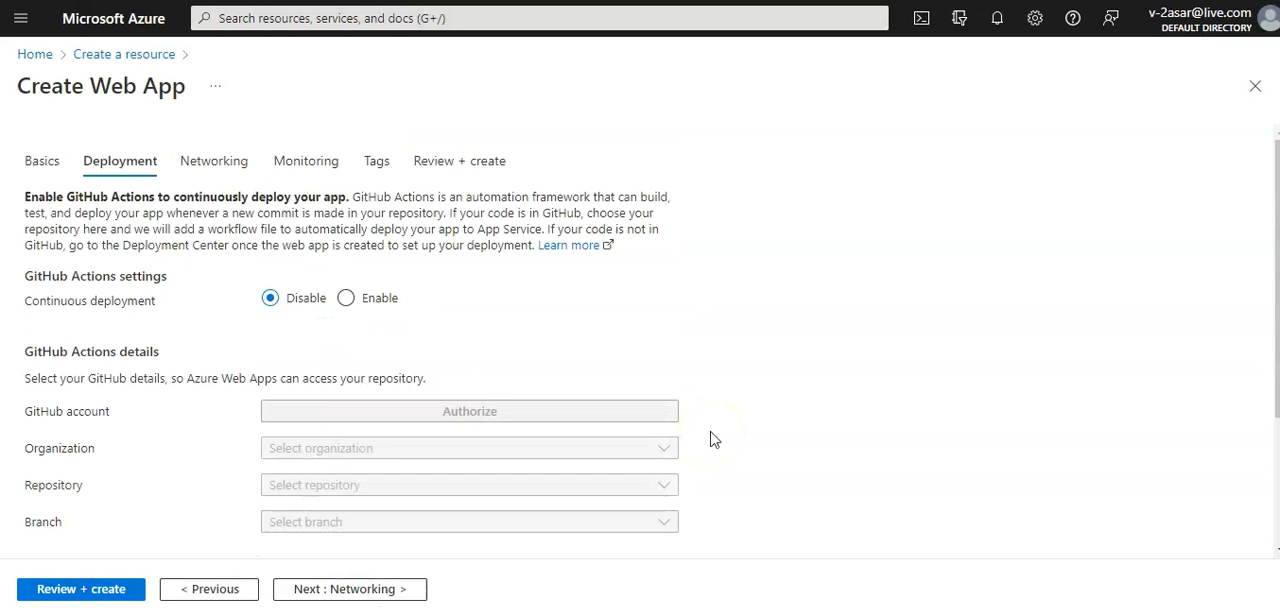 Microsoft Azure
Search resources, services, and docs (G+/)
v-2asar@live.com
DEFAULT DIRECTORY
Home > Create a resource >
Create Web App ...
Basics Deployment Networking Monitoring Tags Review + create
Enable GitHub Actions to continuously deploy your app. GitHub Actions is an automation framework that can build,
test, and deploy your app whenever a new commit is made in your repository. If your code is in GitHub, choose your
repository here and we will add a workflow file to automatically deploy your app to App Service. If your code is not in
GitHub, go to the Deployment Center once the web app is created to set up your deployment. Learn more
GitHub Actions settings
Continuous deployment Disable Enable
GitHub Actions details
Select your GitHub details, so Azure Web Apps can access your repository.
GitHub account Authorize
Organization Select organization
Repository Select repository
Branch Select branch
Review + create < Previous Next : Networking >